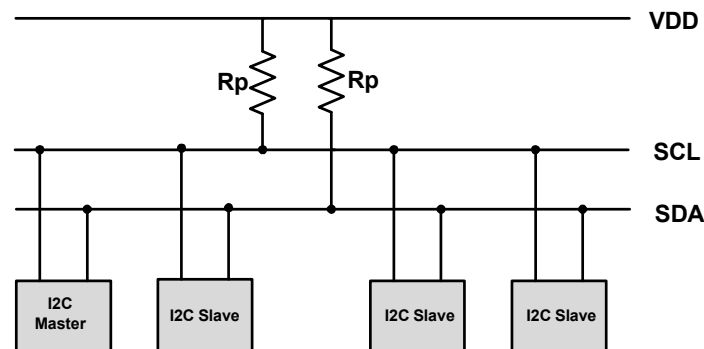 VDD
Rp
Rp
SCL
SDA
I2C
Master
I2C Slave
I2C Slave
I2C Slave